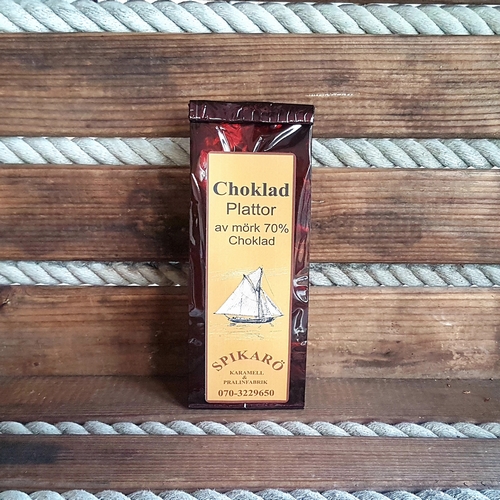 Choklad
Plattor
av mörk 70%
Choklad
SPIKARÖ
KARAMELL
&
PRALINFABRIK
070-3229650